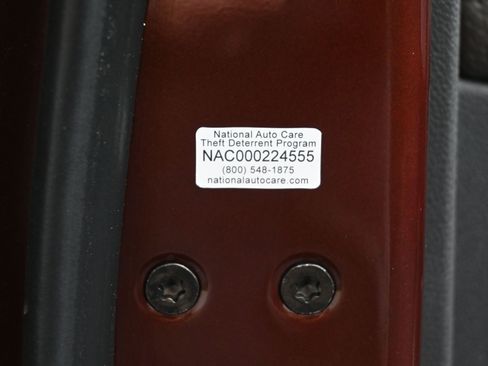 National Auto Care
Theft Deterrent Program
NAC000224555
(800) 548-1875
nationalautocare.com